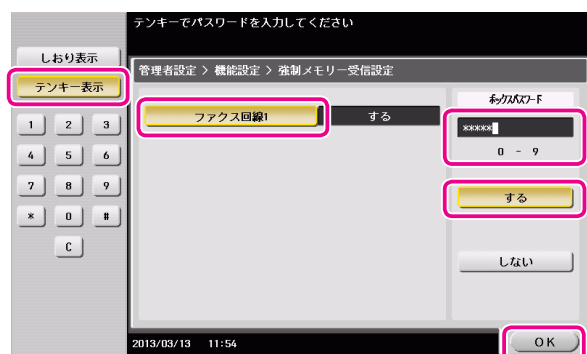 テンキーでパスワードを入力してください
しおり表示
テンキー表示
管理者設定 > 機能設定 > 強制メモリー受信設定
ファクス回線1
する
ボックスパスワード
*****
0 - 9
1 2 3
4 5 6
7 8 9
* 0 #
C
する
しない
2013/03/13 11:54
OK